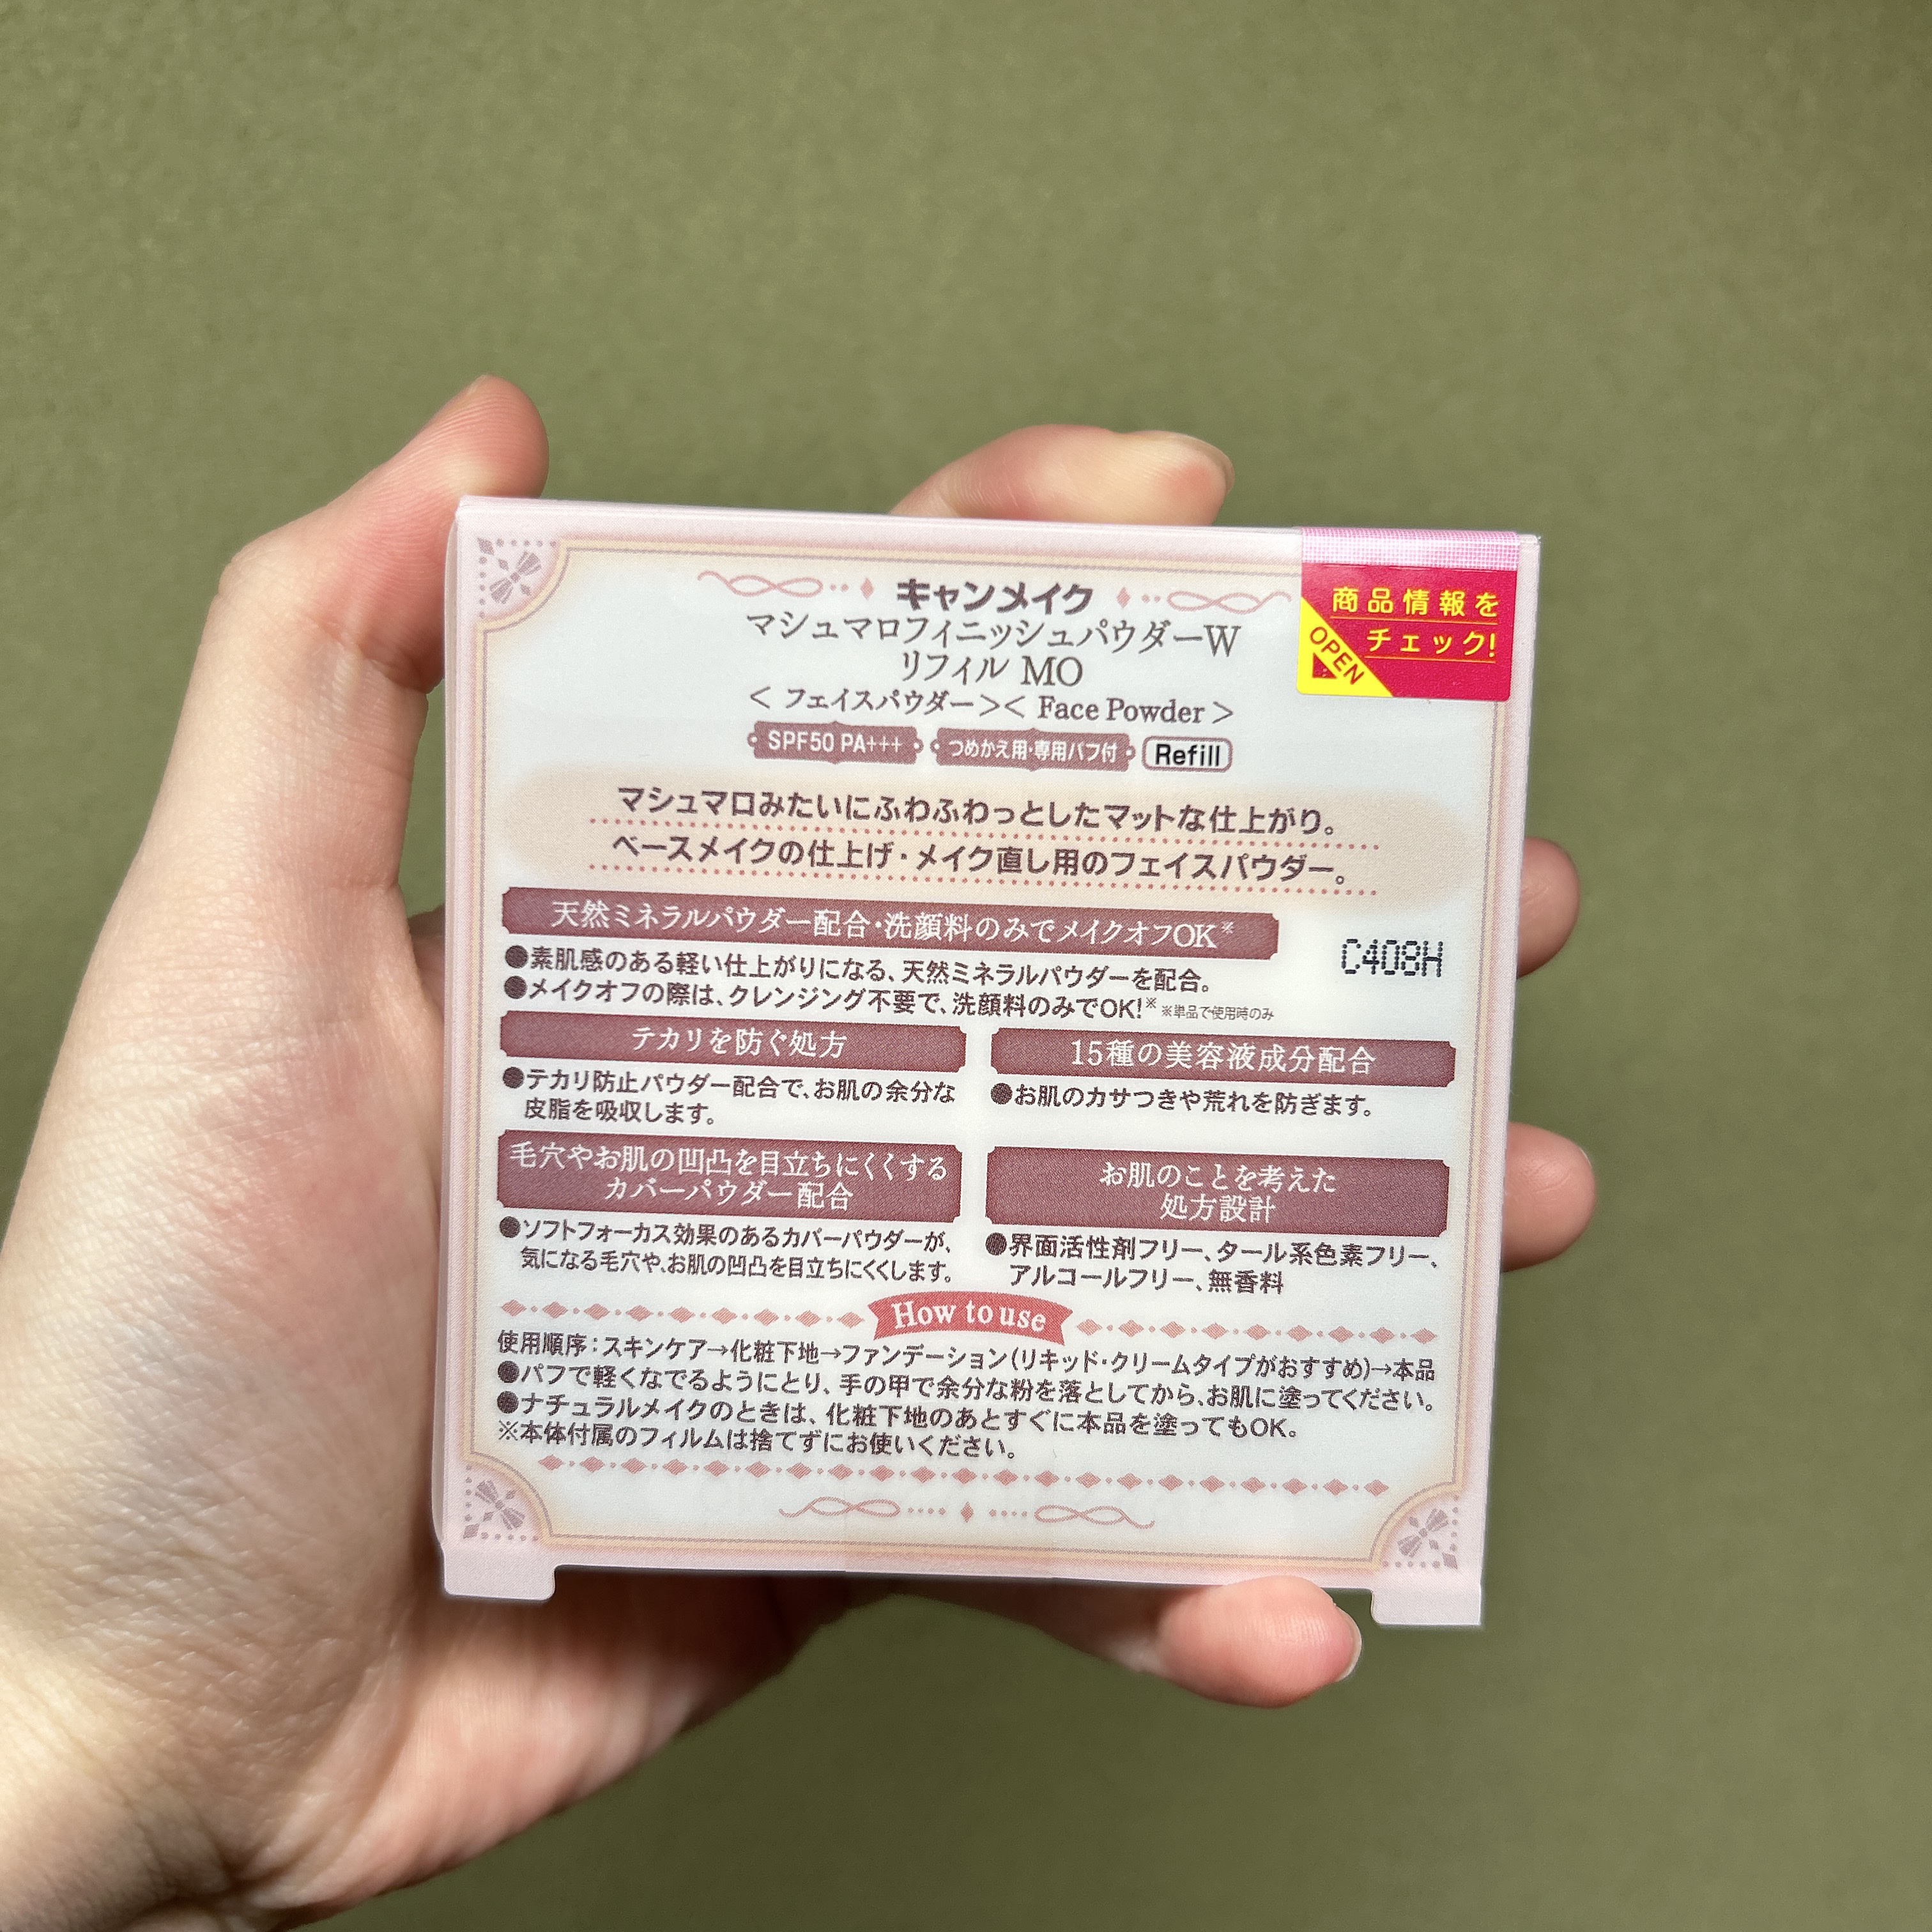 キャンメイク
商品情報を
チェック!
OPEN
マシュマロフィニッシュパウダーW
リフィル MO
< フェイスパウダー >< Face Powder >
SPF50 PA+++ つめかえ用・専用パフ付 Refill
マシュマロみたいにふわふわっとしたマットな仕上がり。
ベースメイクの仕上げ・メイク直し用のフェイスパウダー。
天然ミネラルパウダー配合・洗顔料のみでメイクオフOK※
C408H
●素肌感のある軽い仕上がりになる、天然ミネラルパウダーを配合。
●メイクオフの際は、クレンジング不要で、洗顔料のみでOK!※ ※単品で使用時のみ
テカリを防ぐ処方
●テカリ防止パウダー配合で、お肌の余分な
皮脂を吸収します。
15種の美容液成分配合
●お肌のカサつきや荒れを防ぎます。
毛穴やお肌の凹凸を目立ちにくくする
カバーパウダー配合
●ソフトフォーカス効果のあるカバーパウダーが、
気になる毛穴や、お肌の凹凸を目立ちにくくします。
お肌のことを考えた
処方設計
●界面活性剤フリー、タール系色素フリー、
アルコールフリー、無香料
How to use
使用順序:スキンケア→化粧下地→ファンデーション(リキッド・クリームタイプがおすすめ)→本品
●パフで軽くなでるようにとり、手の甲で余分な粉を落としてから、お肌に塗ってください。
●ナチュラルメイクのときは、化粧下地のあとすぐに本品を塗ってもOK。
※本体付属のフィルムは捨てずにお使いください。